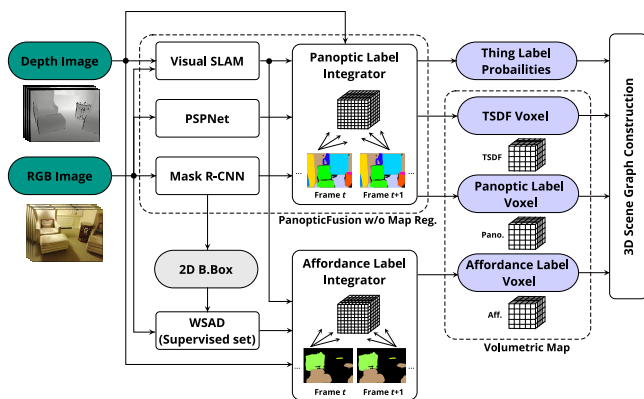 Depth Image
RGB Image
Visual SLAM
PSPNet
Mask R-CNN
2D B.Box
WSAD
(Supervised set)
Panoptic Label
Integrator
...
...
Frame t
Frame t+1
PanopticFusion w/o Map Reg.
Affordance Label
Integrator
...
...
Frame t
Frame t+1
Thing Label
Probailities
TSDF Voxel
TSDF
Panoptic Label
Voxel
Pano.
Affordance Label
Voxel
Aff.
Volumetric Map
3D Scene Graph Construction